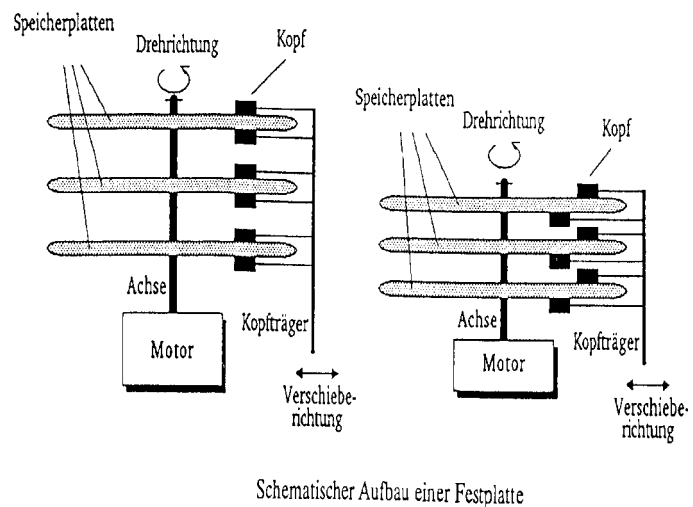 Speicherplatten
Drehrichtung
Kopf
Achse
Motor
Kopfträger
Verschiebe-
richtung
Speicherplatten
Drehrichtung
Kopf
Achse
Motor
Kopfträger
Verschiebe-
richtung
Schematischer Aufbau einer Festplatte